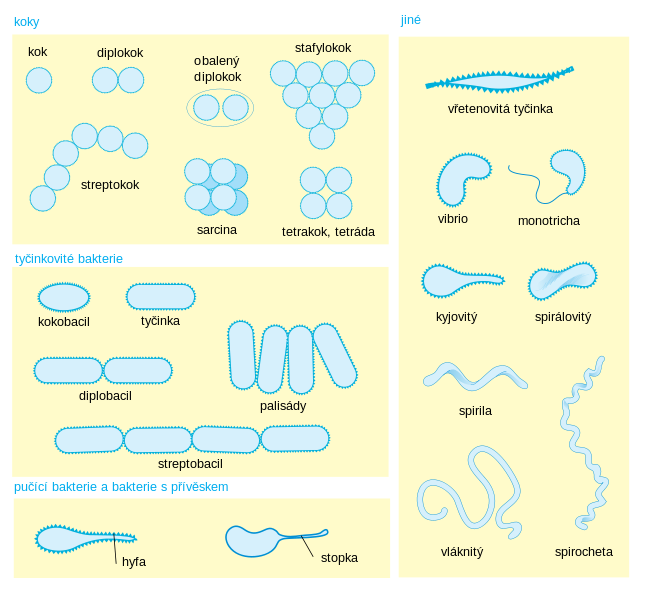 koky
kok
diplokok
obalený
diplokok
stafylokok
streptokok
sarcina
tetrakok, tetráda
tyčinkovité bakterie
kokobacil
tyčinka
diplobacil
palisády
streptobacil
pučící bakterie a bakterie s přívěskem
hyfa
stopka
jiné
vřetenovitá tyčinka
vibrio
monotricha
kyjovitý
spirálovitý
spirila
vláknitý
spirocheta